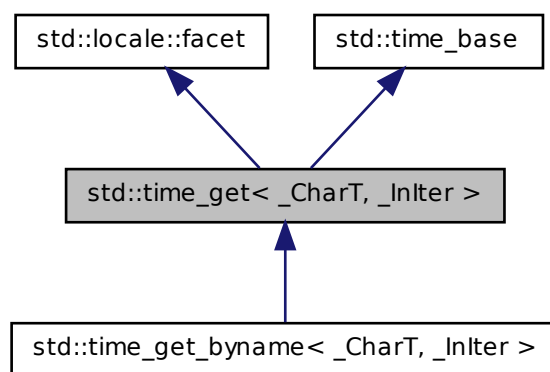 std::locale::facet
std::time_base
std::time_get< _CharT, _InIter >
std::time_get_byname< _CharT, _InIter >